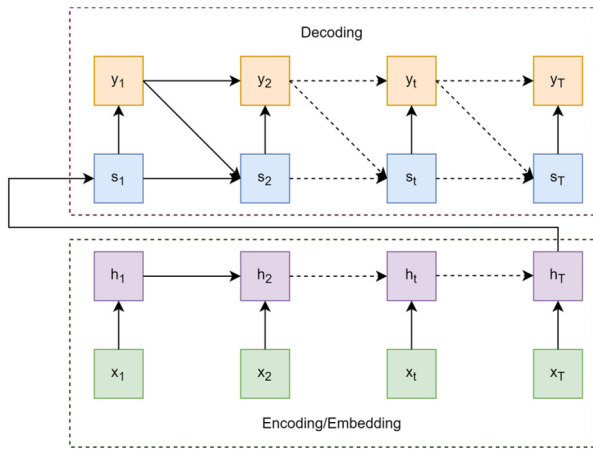 Decoding
y1 y2 yt yT
s1 s2 st sT
h1 h2 ht hT
x1 x2 xt xT
Encoding/Embedding